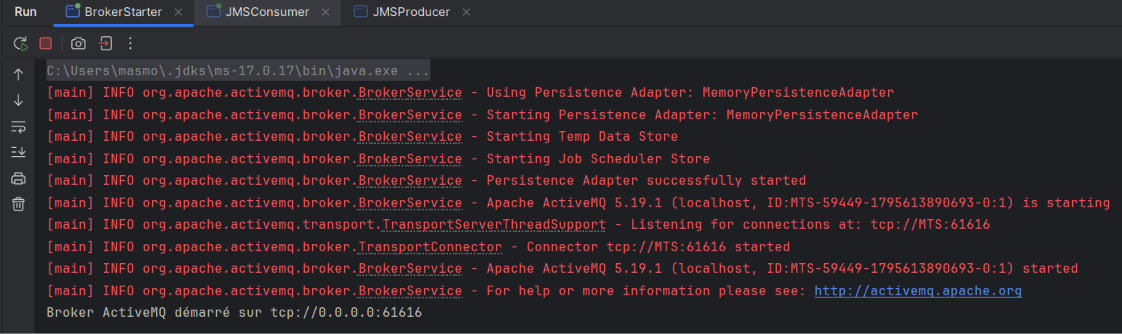 Run BrokerStarter JMSConsumer JMSProducer
C:\Users\masmo\.jdks\ms-17.0.17\bin\java.exe ...
[main] INFO org.apache.activemq.broker.BrokerService - Using Persistence Adapter: MemoryPersistenceAdapter
[main] INFO org.apache.activemq.broker.BrokerService - Starting Persistence Adapter: MemoryPersistenceAdapter
[main] INFO org.apache.activemq.broker.BrokerService - Starting Temp Data Store
[main] INFO org.apache.activemq.broker.BrokerService - Starting Job Scheduler Store
[main] INFO org.apache.activemq.broker.BrokerService - Persistence Adapter successfully started
[main] INFO org.apache.activemq.broker.BrokerService - Apache ActiveMQ 5.19.1 (localhost, ID:MTS-59449-1795613890693-0:1) is starting
[main] INFO org.apache.activemq.transport.TransportServerThreadSupport - Listening for connections at: tcp://MTS:61616
[main] INFO org.apache.activemq.broker.TransportConnector - Connector tcp://MTS:61616 started
[main] INFO org.apache.activemq.broker.BrokerService - Apache ActiveMQ 5.19.1 (localhost, ID:MTS-59449-1795613890693-0:1) started
[main] INFO org.apache.activemq.broker.BrokerService - For help or more information please see: http://activemq.apache.org
Broker ActiveMQ démarré sur tcp://0.0.0.0:61616